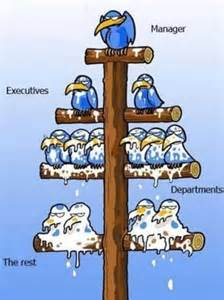 Manager
Executives
Departments
The rest